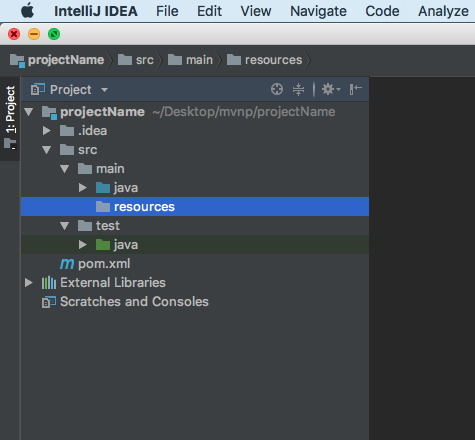 IntelliJ IDEA File Edit View Navigate Code Analyze
projectName src main resources
1: Project
Project
projectName ~/Desktop/mvnp/projectName
.idea
src
main
java
resources
test
java
m pom.xml
External Libraries
Scratches and Consoles